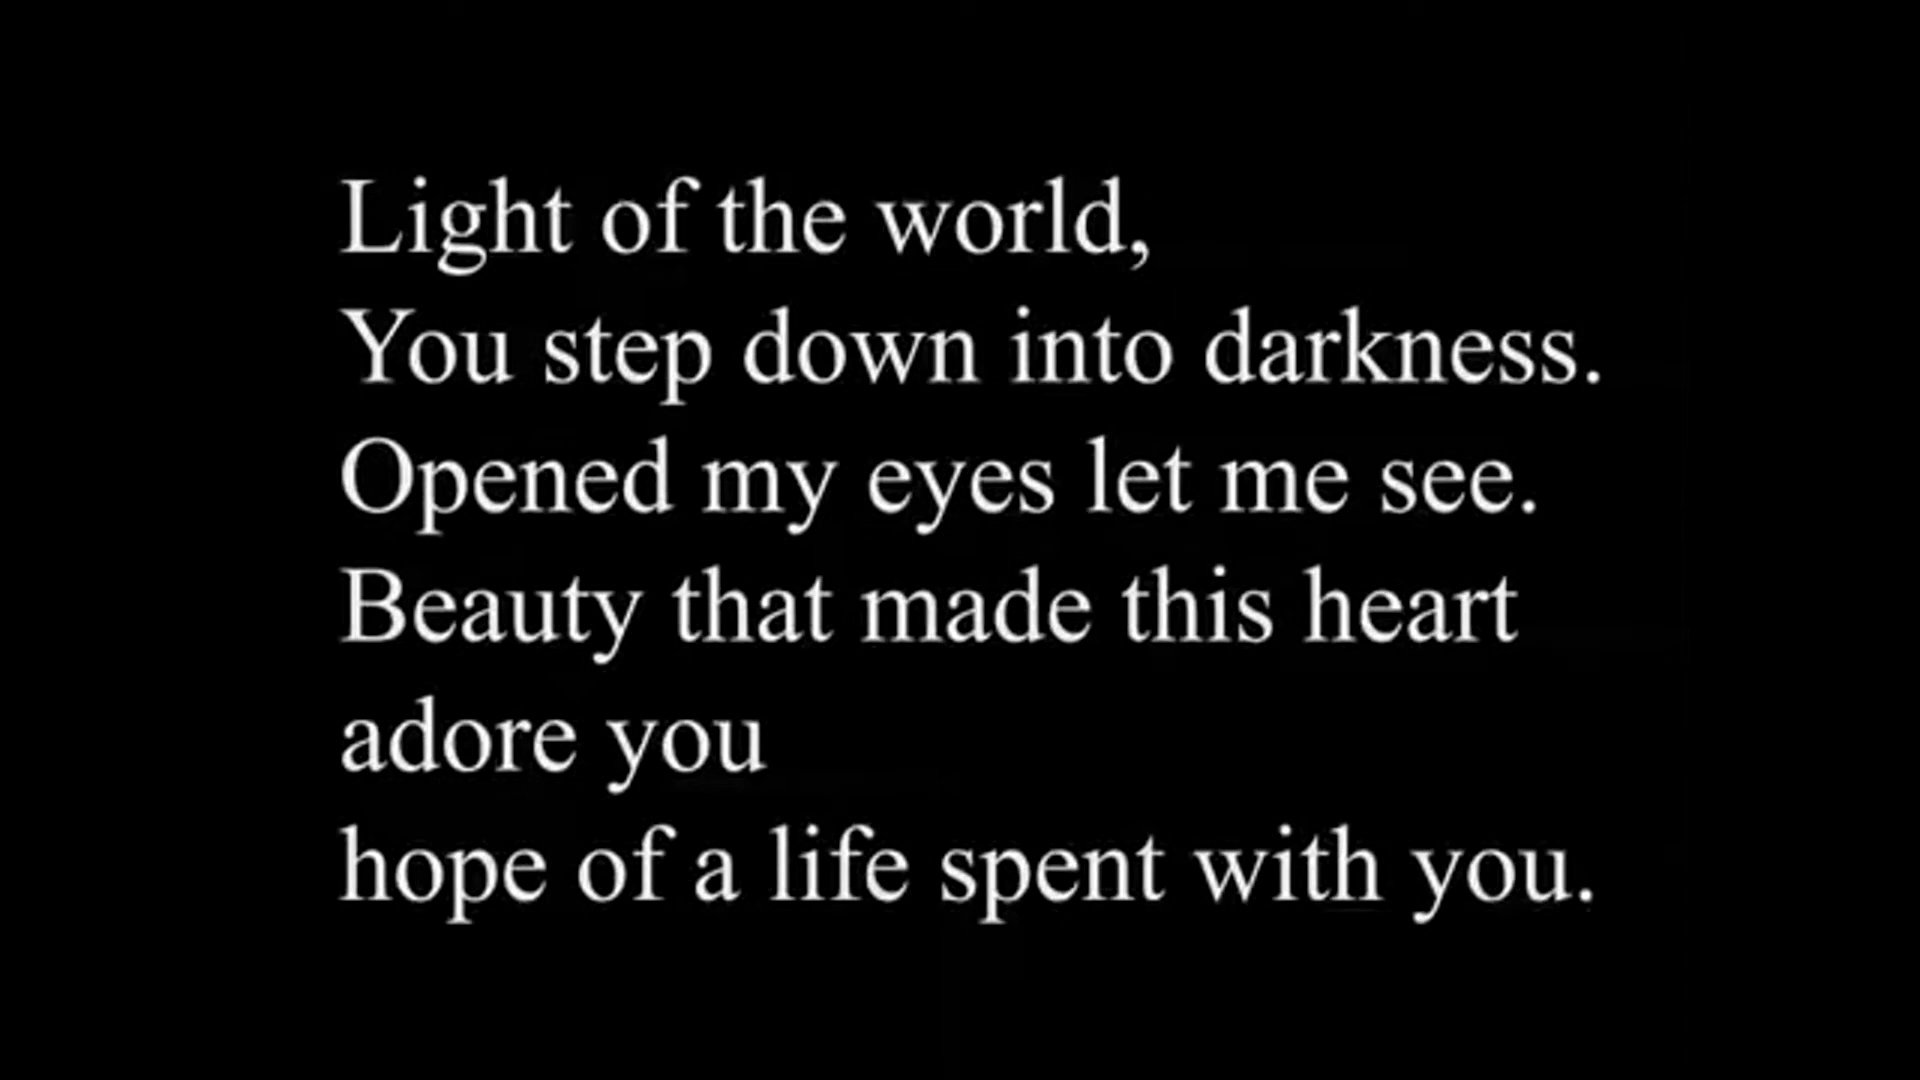 Light of the world,
You step down into darkness.
Opened my eyes let me see.
Beauty that made this heart
adore you
hope of a life spent with you.